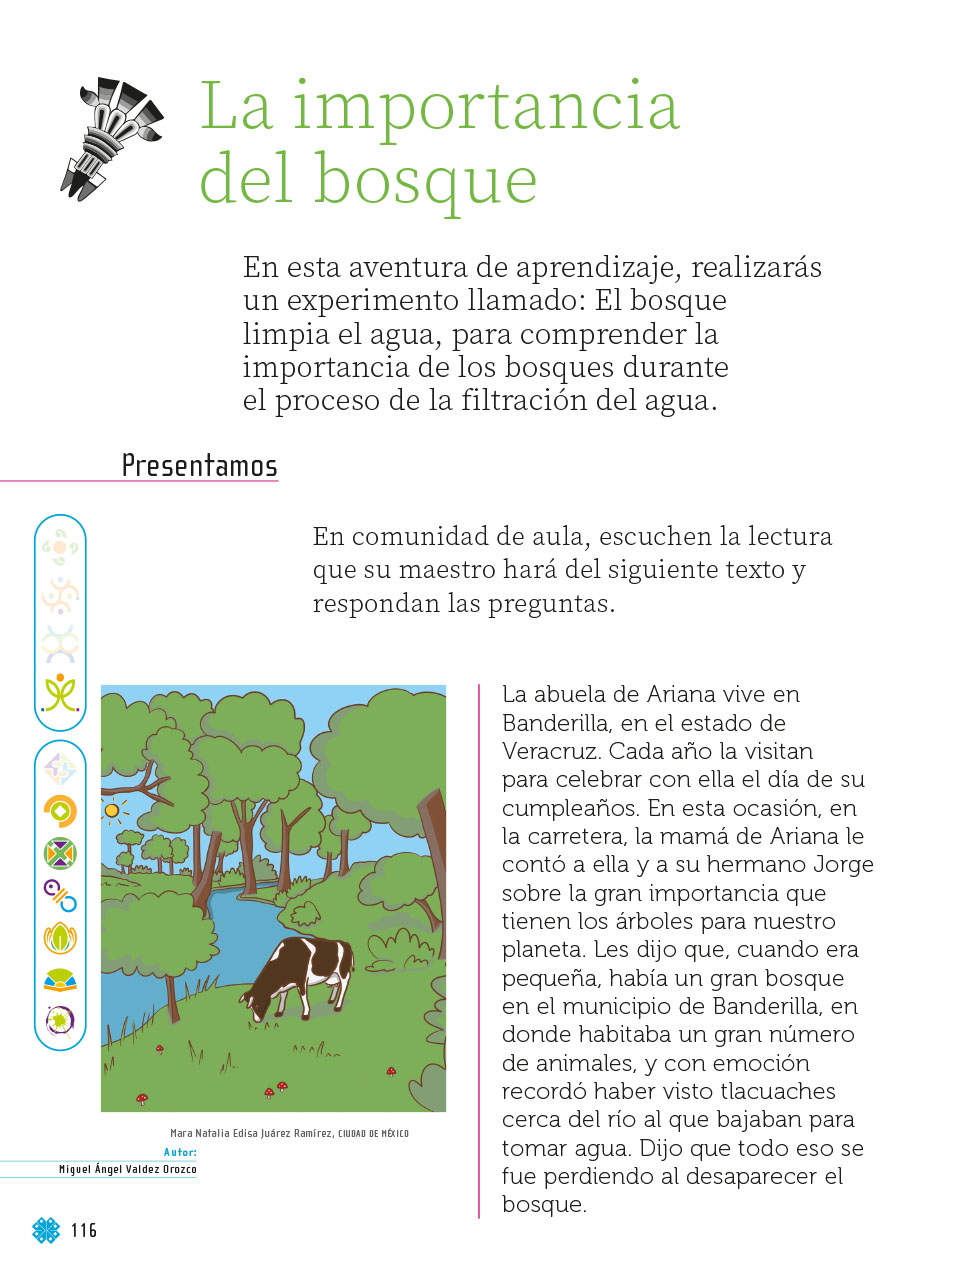 La importancia
del bosque
En esta aventura de aprendizaje, realizarás
un experimento llamado: El bosque
limpia el agua, para comprender la
importancia de los bosques durante
el proceso de la filtración del agua.
Presentamos
En comunidad de aula, escuchen la lectura
que su maestro hará del siguiente texto y
respondan las preguntas.
La abuela de Ariana vive en
Banderilla, en el estado de
Veracruz. Cada año la visitan
para celebrar con ella el día de su
cumpleaños. En esta ocasión, en
la carretera, la mamá de Ariana le
contó a ella y a su hermano Jorge
sobre la gran importancia que
tienen los árboles para nuestro
planeta. Les dijo que, cuando era
pequeña, había un gran bosque
en el municipio de Banderilla, en
donde habitaba un gran número
de animales, y con emoción
recordó haber visto tlacuaches
cerca del río al que bajaban para
tomar agua. Dijo que todo eso se
fue perdiendo al desaparecer el
bosque.
Mara Natalia Edisa Juárez Ramírez, CIUDAD DE MÉXICO
Autor:
Miguel Ángel Valdez Orozco
116